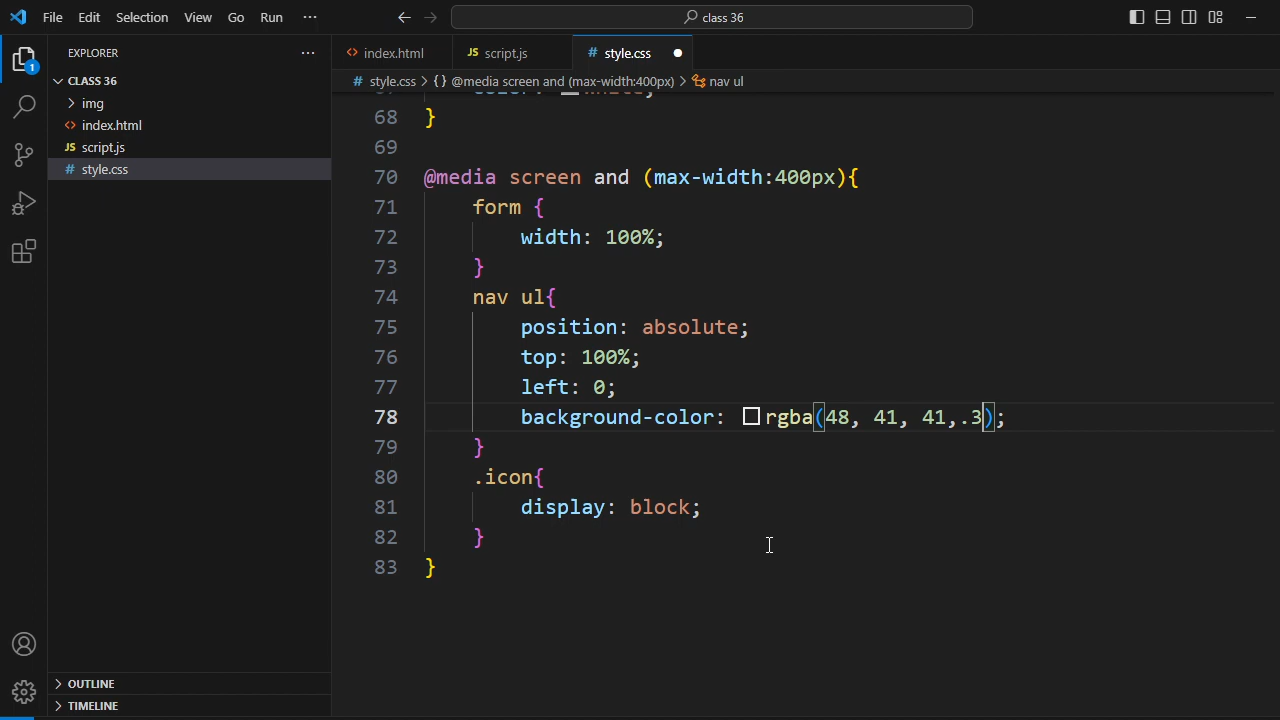 File Edit Selection View Go Run ··· class 36
EXPLORER ···
index.html JS script.js # style.css
CLASS 36
# style.css > {} @media screen and (max-width:400px) > nav ul
1
img
index.html
JS script.js
# style.css
68 }
69
70 @media screen and (max-width:400px){
71 form {
72 width: 100%;
73 }
74 nav ul{
75 position: absolute;
76 top: 100%;
77 left: 0;
78 background-color: rgba(48, 41, 41,.3);
79 }
80 .icon{
81 display: block;
82 }
83 }
OUTLINE
TIMELINE